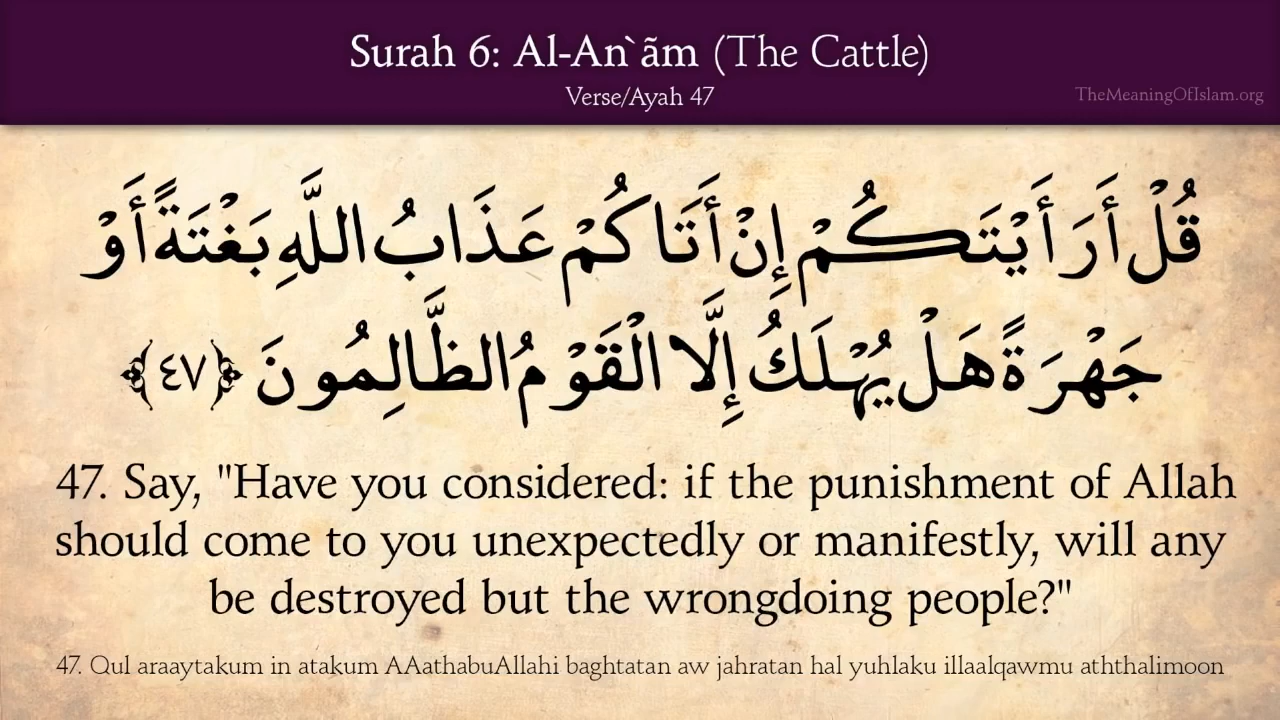 Surah 6: Al-An`ãm (The Cattle)
Verse/Ayah 47
TheMeaningOfIslam.org
قُلْ أَرَأَيْتَكُمْ إِنْ أَتَاكُمْ عَذَابُ اللَّهِ بَغْتَةً أَوْ
جَهْرَةً هَلْ يُهْلَكُ إِلَّا الْقَوْمُ الظَّالِمُونَ ﴿٤٧﴾
47. Say, "Have you considered: if the punishment of Allah
should come to you unexpectedly or manifestly, will any
be destroyed but the wrongdoing people?"
47. Qul araaytakum in atakum AAathabuAllahi baghtatan aw jahratan hal yuhlaku illaalqawmu aththalimoon